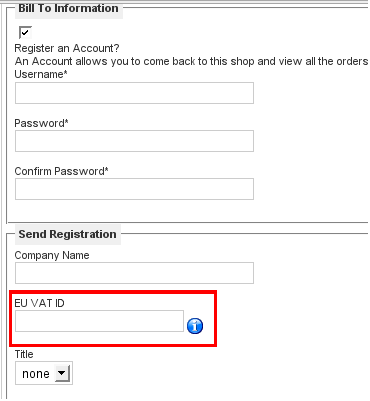 Bill To Information
Register an Account?
An Account allows you to come back to this shop and view all the orders
Username*
Password*
Confirm Password*
Send Registration
Company Name
EU VAT ID
i
Title
none